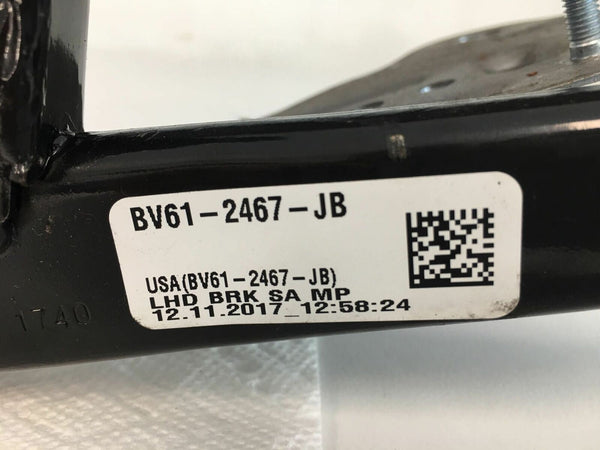 BV61-2467-JB
USA(BV61-2467-JB)
LHD BRK SA MP
12.11.2017_12:58:24
1740